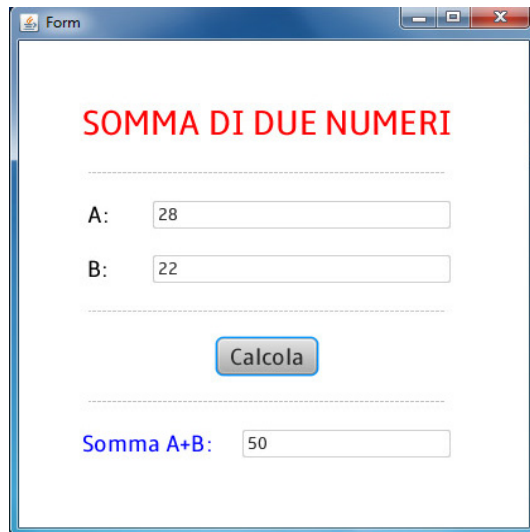 Form
SOMMA DI DUE NUMERI
A: 28
B: 22
Calcola
Somma A+B: 50